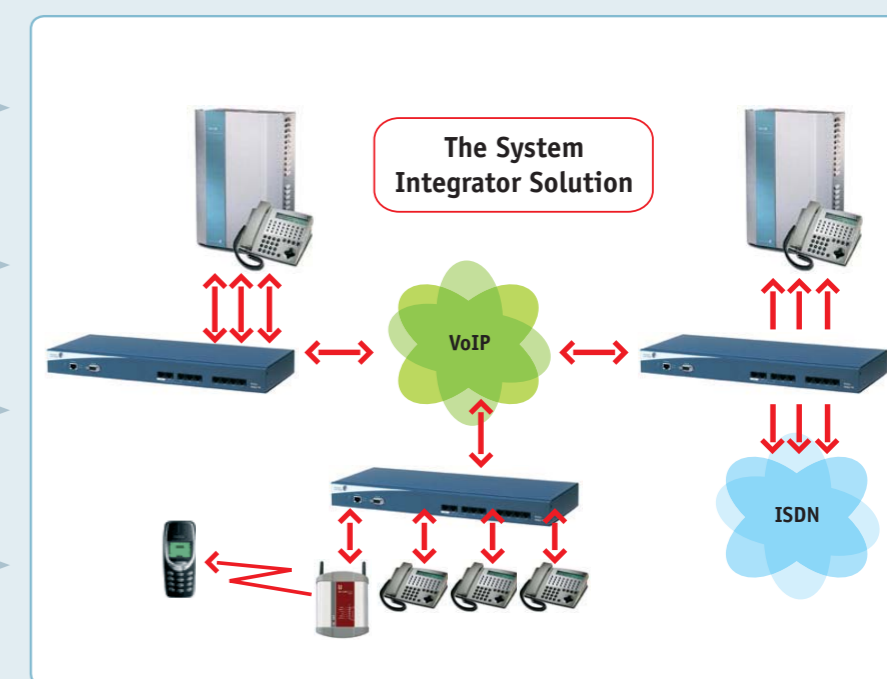 The System
Integrator Solution
VoIP
ISDN